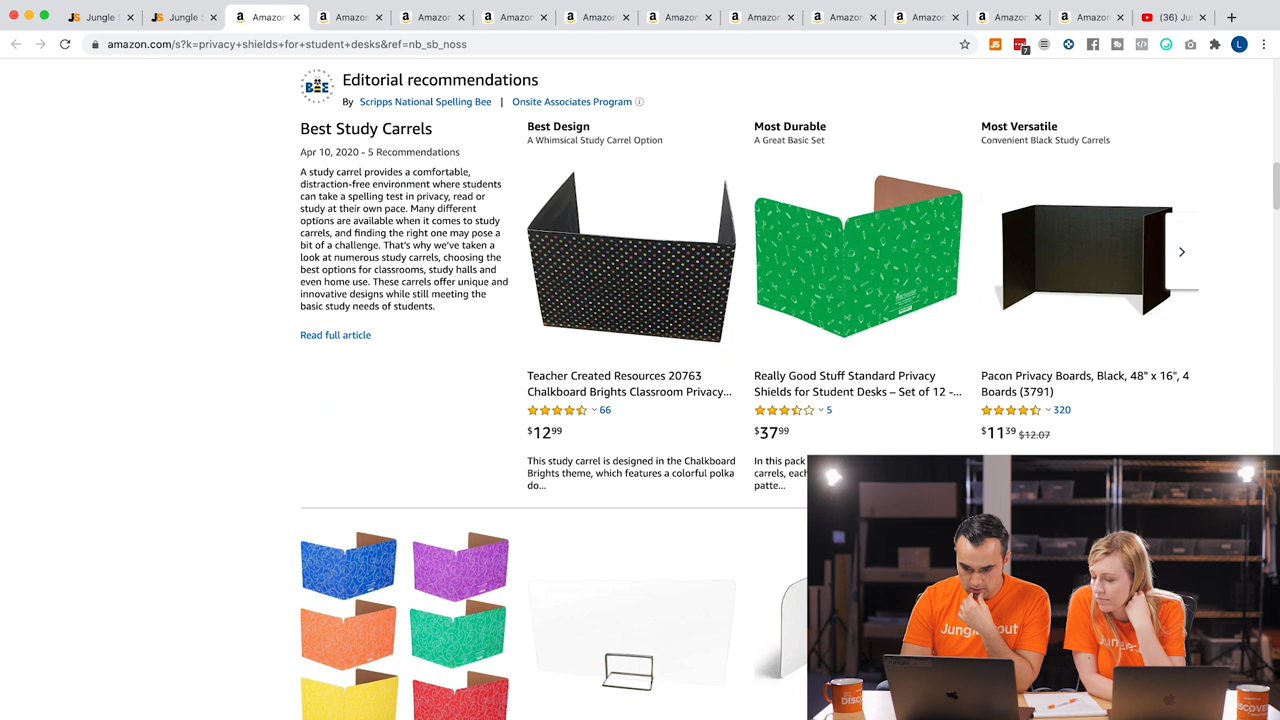 Jungle S
Jungle S
Amazon
Amazon
Amazon
Amazon
Amazon
Amazon
Amazon
Amazon
Amazon
Amazon
Amazon
(36) Ju
amazon.com/s?k=privacy+shields+for+student+desks&ref=nb_sb_noss
7
L
BEE
Editorial recommendations
By Scripps National Spelling Bee | Onsite Associates Program
Best Study Carrels
Apr 10, 2020 - 5 Recommendations
A study carrel provides a comfortable,
distraction-free environment where students
can take a spelling test in privacy, read or
study at their own pace. Many different
options are available when it comes to study
carrels, and finding the right one may pose a
bit of a challenge. That's why we've taken a
look at numerous study carrels, choosing the
best options for classrooms, study halls and
even home use. These carrels offer unique and
innovative designs while still meeting the
basic study needs of students.
Read full article
Best Design
A Whimsical Study Carrel Option
Teacher Created Resources 20763
Chalkboard Brights Classroom Privacy...
66
$1299
This study carrel is designed in the Chalkboard
Brights theme, which features a colorful polka
do...
Most Durable
A Great Basic Set
Really Good Stuff Standard Privacy
Shields for Student Desks – Set of 12 -...
5
$3799
In this pack
carrels, each
patte...
Most Versatile
Convenient Black Study Carrels
Pacon Privacy Boards, Black, 48" x 16", 4
Boards (3791)
320
$1139 $12.07